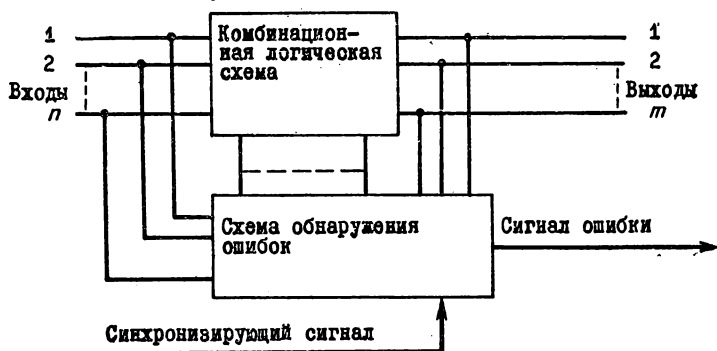 1
2
Входы
n
Комбинацион-
ная логическая
схема
1
2
Выходы
m
Схема обнаружения
ошибок
Сигнал ошибки
Синхронизирующий сигнал